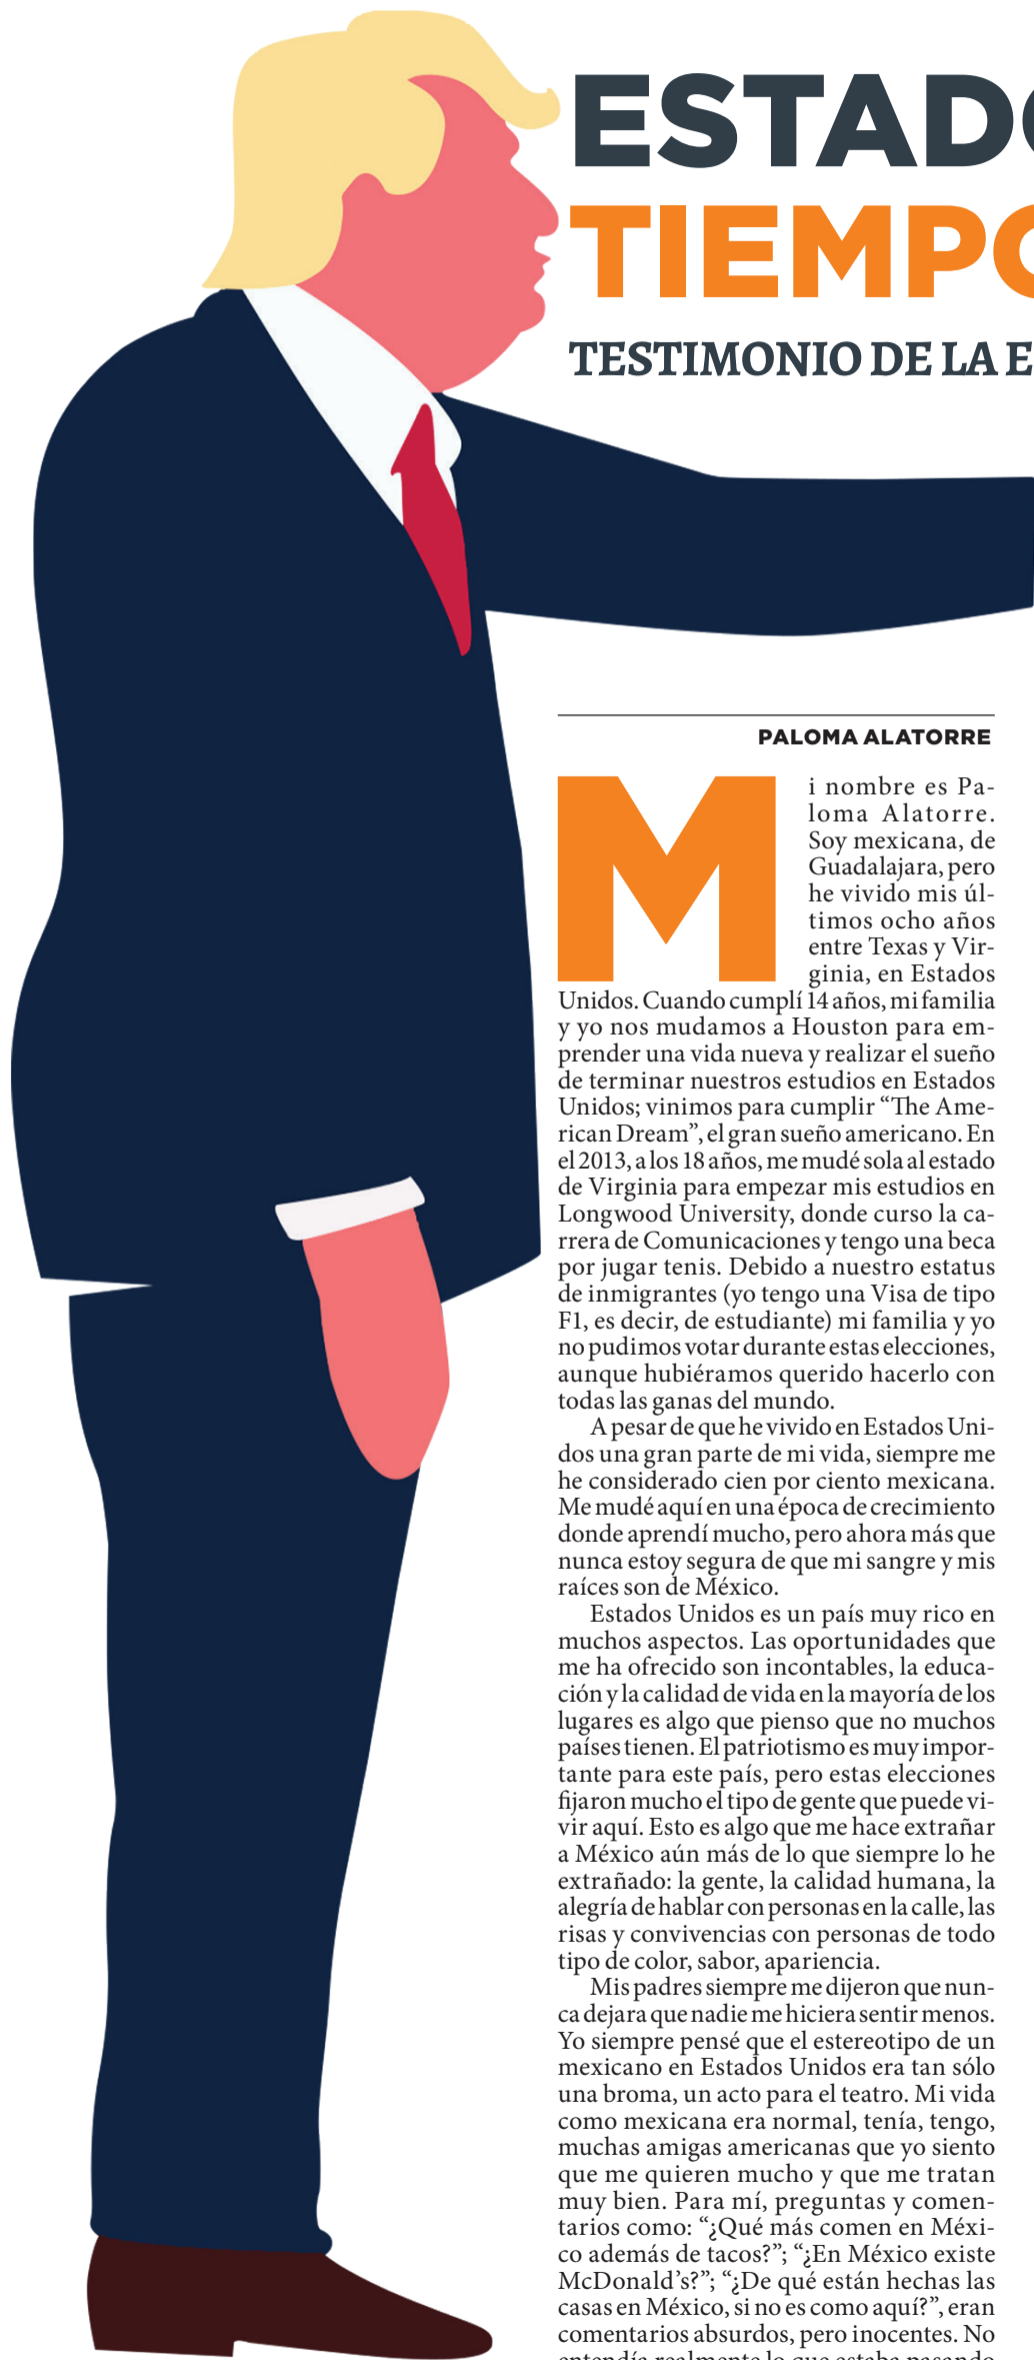 ESTADO
TIEMPO
TESTIMONIO DE LA E
PALOMA ALATORRE
Mi nombre es Pa-
loma Alatorre.
Soy mexicana, de
Guadalajara, pero
he vivido mis úl-
timos ocho años
entre Texas y Vir-
ginia, en Estados
Unidos. Cuando cumplí 14 años, mi familia
y yo nos mudamos a Houston para em-
prender una vida nueva y realizar el sueño
de terminar nuestros estudios en Estados
Unidos; vinimos para cumplir “The Ame-
rican Dream”, el gran sueño americano. En
el 2013, a los 18 años, me mudé sola al estado
de Virginia para empezar mis estudios en
Longwood University, donde curso la ca-
rrera de Comunicaciones y tengo una beca
por jugar tenis. Debido a nuestro estatus
de inmigrantes (yo tengo una Visa de tipo
F1, es decir, de estudiante) mi familia y yo
no pudimos votar durante estas elecciones,
aunque hubiéramos querido hacerlo con
todas las ganas del mundo.
A pesar de que he vivido en Estados Uni-
dos una gran parte de mi vida, siempre me
he considerado cien por ciento mexicana.
Me mudé aquí en una época de crecimiento
donde aprendí mucho, pero ahora más que
nunca estoy segura de que mi sangre y mis
raíces son de México.
Estados Unidos es un país muy rico en
muchos aspectos. Las oportunidades que
me ha ofrecido son incontables, la educa-
ción y la calidad de vida en la mayoría de los
lugares es algo que pienso que no muchos
países tienen. El patriotismo es muy impor-
tante para este país, pero estas elecciones
fijaron mucho el tipo de gente que puede vi-
vir aquí. Esto es algo que me hace extrañar
a México aún más de lo que siempre lo he
extrañado: la gente, la calidad humana, la
alegría de hablar con personas en la calle, las
risas y convivencias con personas de todo
tipo de color, sabor, apariencia.
Mis padres siempre me dijeron que nun-
ca dejara que nadie me hiciera sentir menos.
Yo siempre pensé que el estereotipo de un
mexicano en Estados Unidos era tan sólo
una broma, un acto para el teatro. Mi vida
como mexicana era normal, tenía, tengo,
muchas amigas americanas que yo siento
que me quieren mucho y que me tratan
muy bien. Para mí, preguntas y comen-
tarios como: “¿Qué más comen en Méxi-
co además de tacos?”; “¿En México existe
McDonald’s?”; “¿De qué están hechas las
casas en México, si no es como aquí?”, eran
comentarios absurdos, pero inocentes. No
entendía realmente lo que estaba pasando